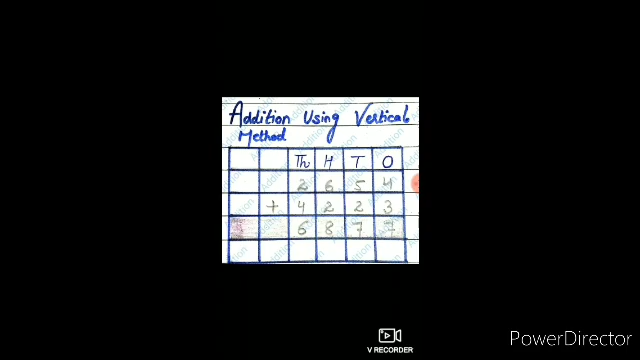 Addition Using Vertical
Method
Th H T O
2 6 5 4
+ 4 2 2 3
6 8 7 7
V RECORDER
PowerDirector